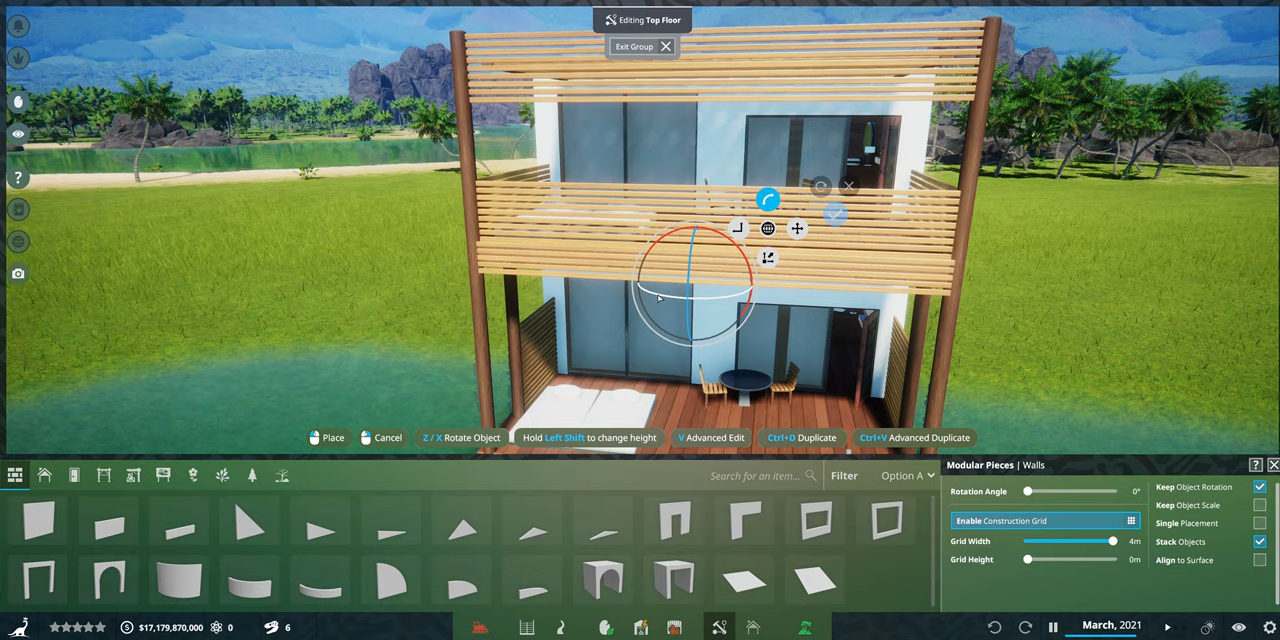 Editing Top Floor
Exit Group
Place
Cancel
Z / X Rotate Object
Hold Left Shift to change height
V Advanced Edit
Ctrl+D Duplicate
Ctrl+V Advanced Duplicate
Search for an item...
Filter
Option A
Modular Pieces | Walls
?
Rotation Angle
0°
Keep Object Rotation
Keep Object Scale
Enable Construction Grid
Single Placement
Grid Width
4m
Stack Objects
Grid Height
0m
Align to Surface
?
$17,179,870,000
0
6
March, 2021